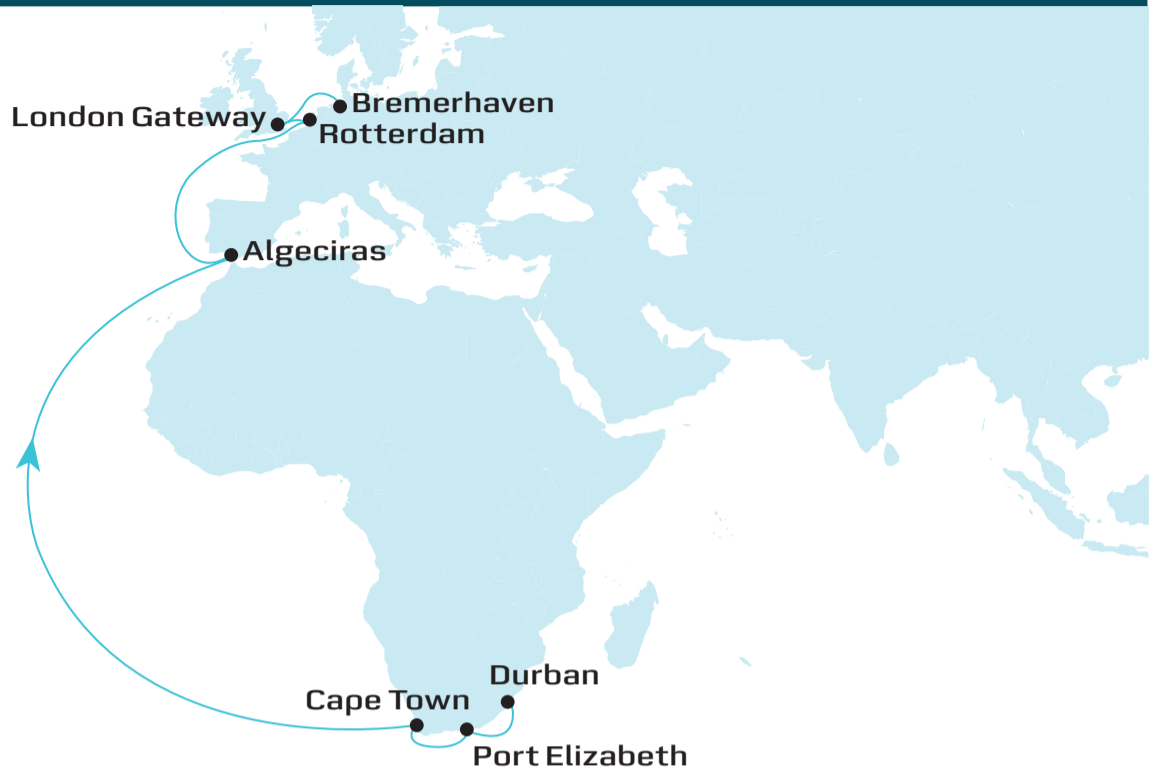 Bremerhaven
London Gateway
Rotterdam
Algeciras
Durban
Cape Town
Port Elizabeth